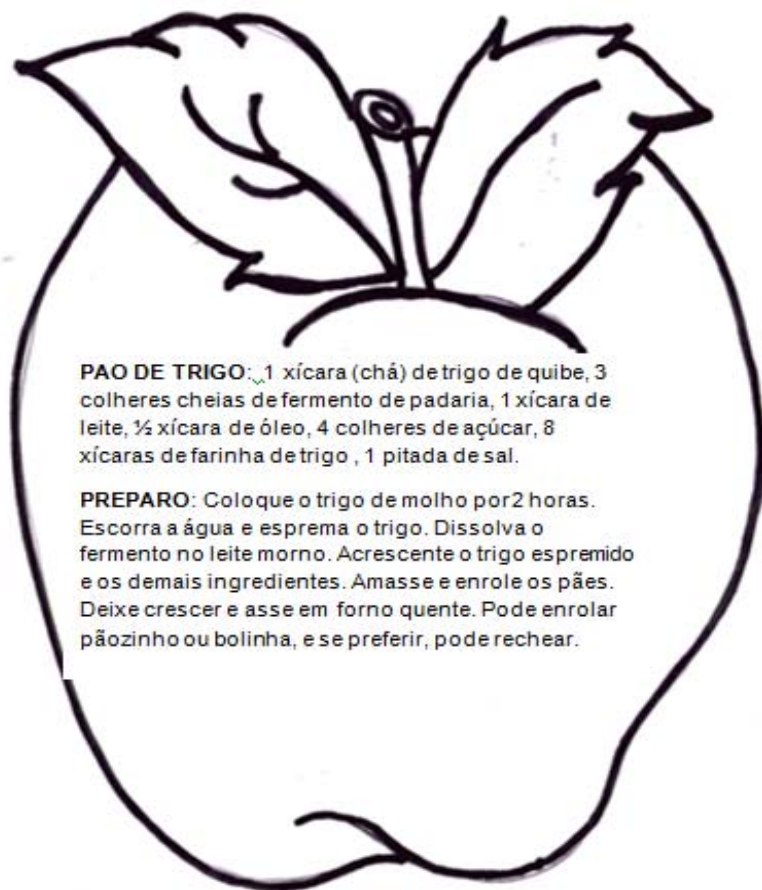 PAO DE TRIGO: 1 xícara (chá) de trigo de quibe, 3
colheres cheias de fermento de padaria, 1 xícara de
leite, ½ xícara de óleo, 4 colheres de açúcar, 8
xícaras de farinha de trigo , 1 pitada de sal.
PREPARO: Coloque o trigo de molho por 2 horas.
Escorra a água e esprema o trigo. Dissolva o
fermento no leite morno. Acrescente o trigo espremido
e os demais ingredientes. Amasse e enrole os pães.
Deixe crescer e asse em forno quente. Pode enrolar
pãozinho ou bolinha, e se preferir, pode rechear.